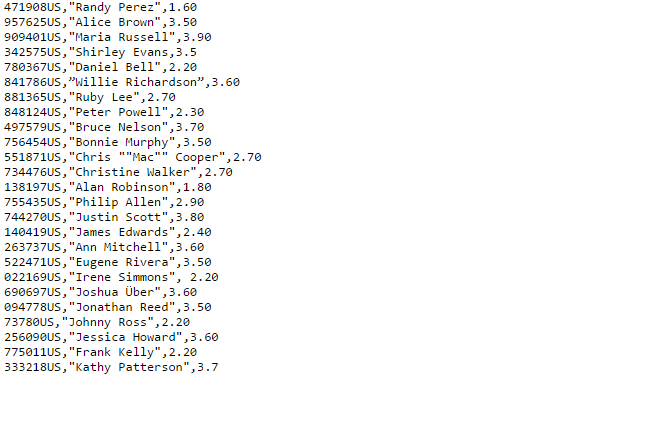 471908US,"Randy Perez",1.60
957625US,"Alice Brown",3.50
909401US,"Maria Russell",3.90
342575US,"Shirley Evans,3.5
780367US,"Daniel Bell",2.20
841786US,”Willie Richardson”,3.60
881365US,"Ruby Lee",2.70
848124US,"Peter Powell",2.30
497579US,"Bruce Nelson",3.70
756454US,"Bonnie Murphy",3.50
551871US,"Chris ""Mac"" Cooper",2.70
734476US,"Christine Walker",2.70
138197US,"Alan Robinson",1.80
755435US,"Philip Allen",2.90
744270US,"Justin Scott",3.80
140419US,"James Edwards",2.40
263737US,"Ann Mitchell",3.60
522471US,"Eugene Rivera",3.50
022169US,"Irene Simmons", 2.20
690697US,"Joshua Über",3.60
094778US,"Jonathan Reed",3.50
73780US,"Johnny Ross",2.20
256090US,"Jessica Howard",3.60
775011US,"Frank Kelly",2.20
333218US,"Kathy Patterson",3.7